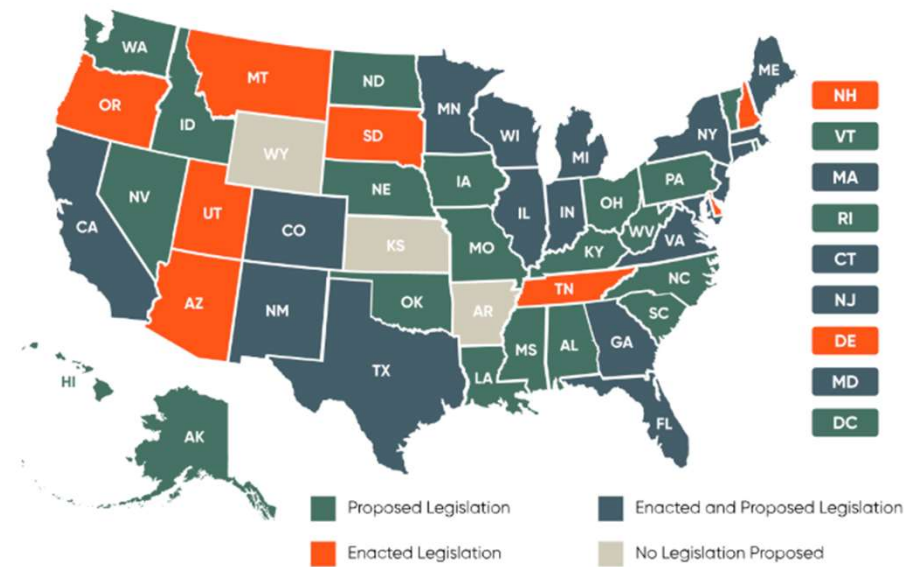 WA
MT
ND
MN
ME
OR
ID
SD
WI
NY
MI
WY
IA
PA
NE
NV
OH
UT
IL
IN
CO
WV
CA
VA
KS
MO
KY
NC
TN
AZ
OK
NM
AR
SC
MS
AL
GA
TX
LA
HI
FL
AK
NH
VT
MA
RI
CT
NJ
DE
MD
DC
Proposed Legislation
Enacted and Proposed Legislation
Enacted Legislation
No Legislation Proposed